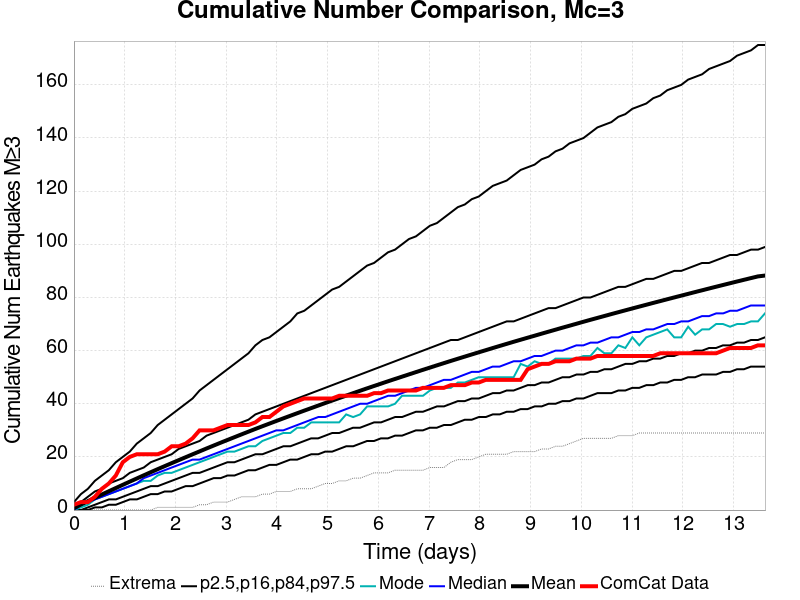 Cumulative Number Comparison, Mc=3
Cumulative Num Earthquakes M≥3
160
140
120
100
80
60
40
20
0
0 1 2 3 4 5 6 7 8 9 10 11 12 13
Time (days)
Extrema p2.5,p16,p84,p97.5 Mode Median Mean ComCat Data